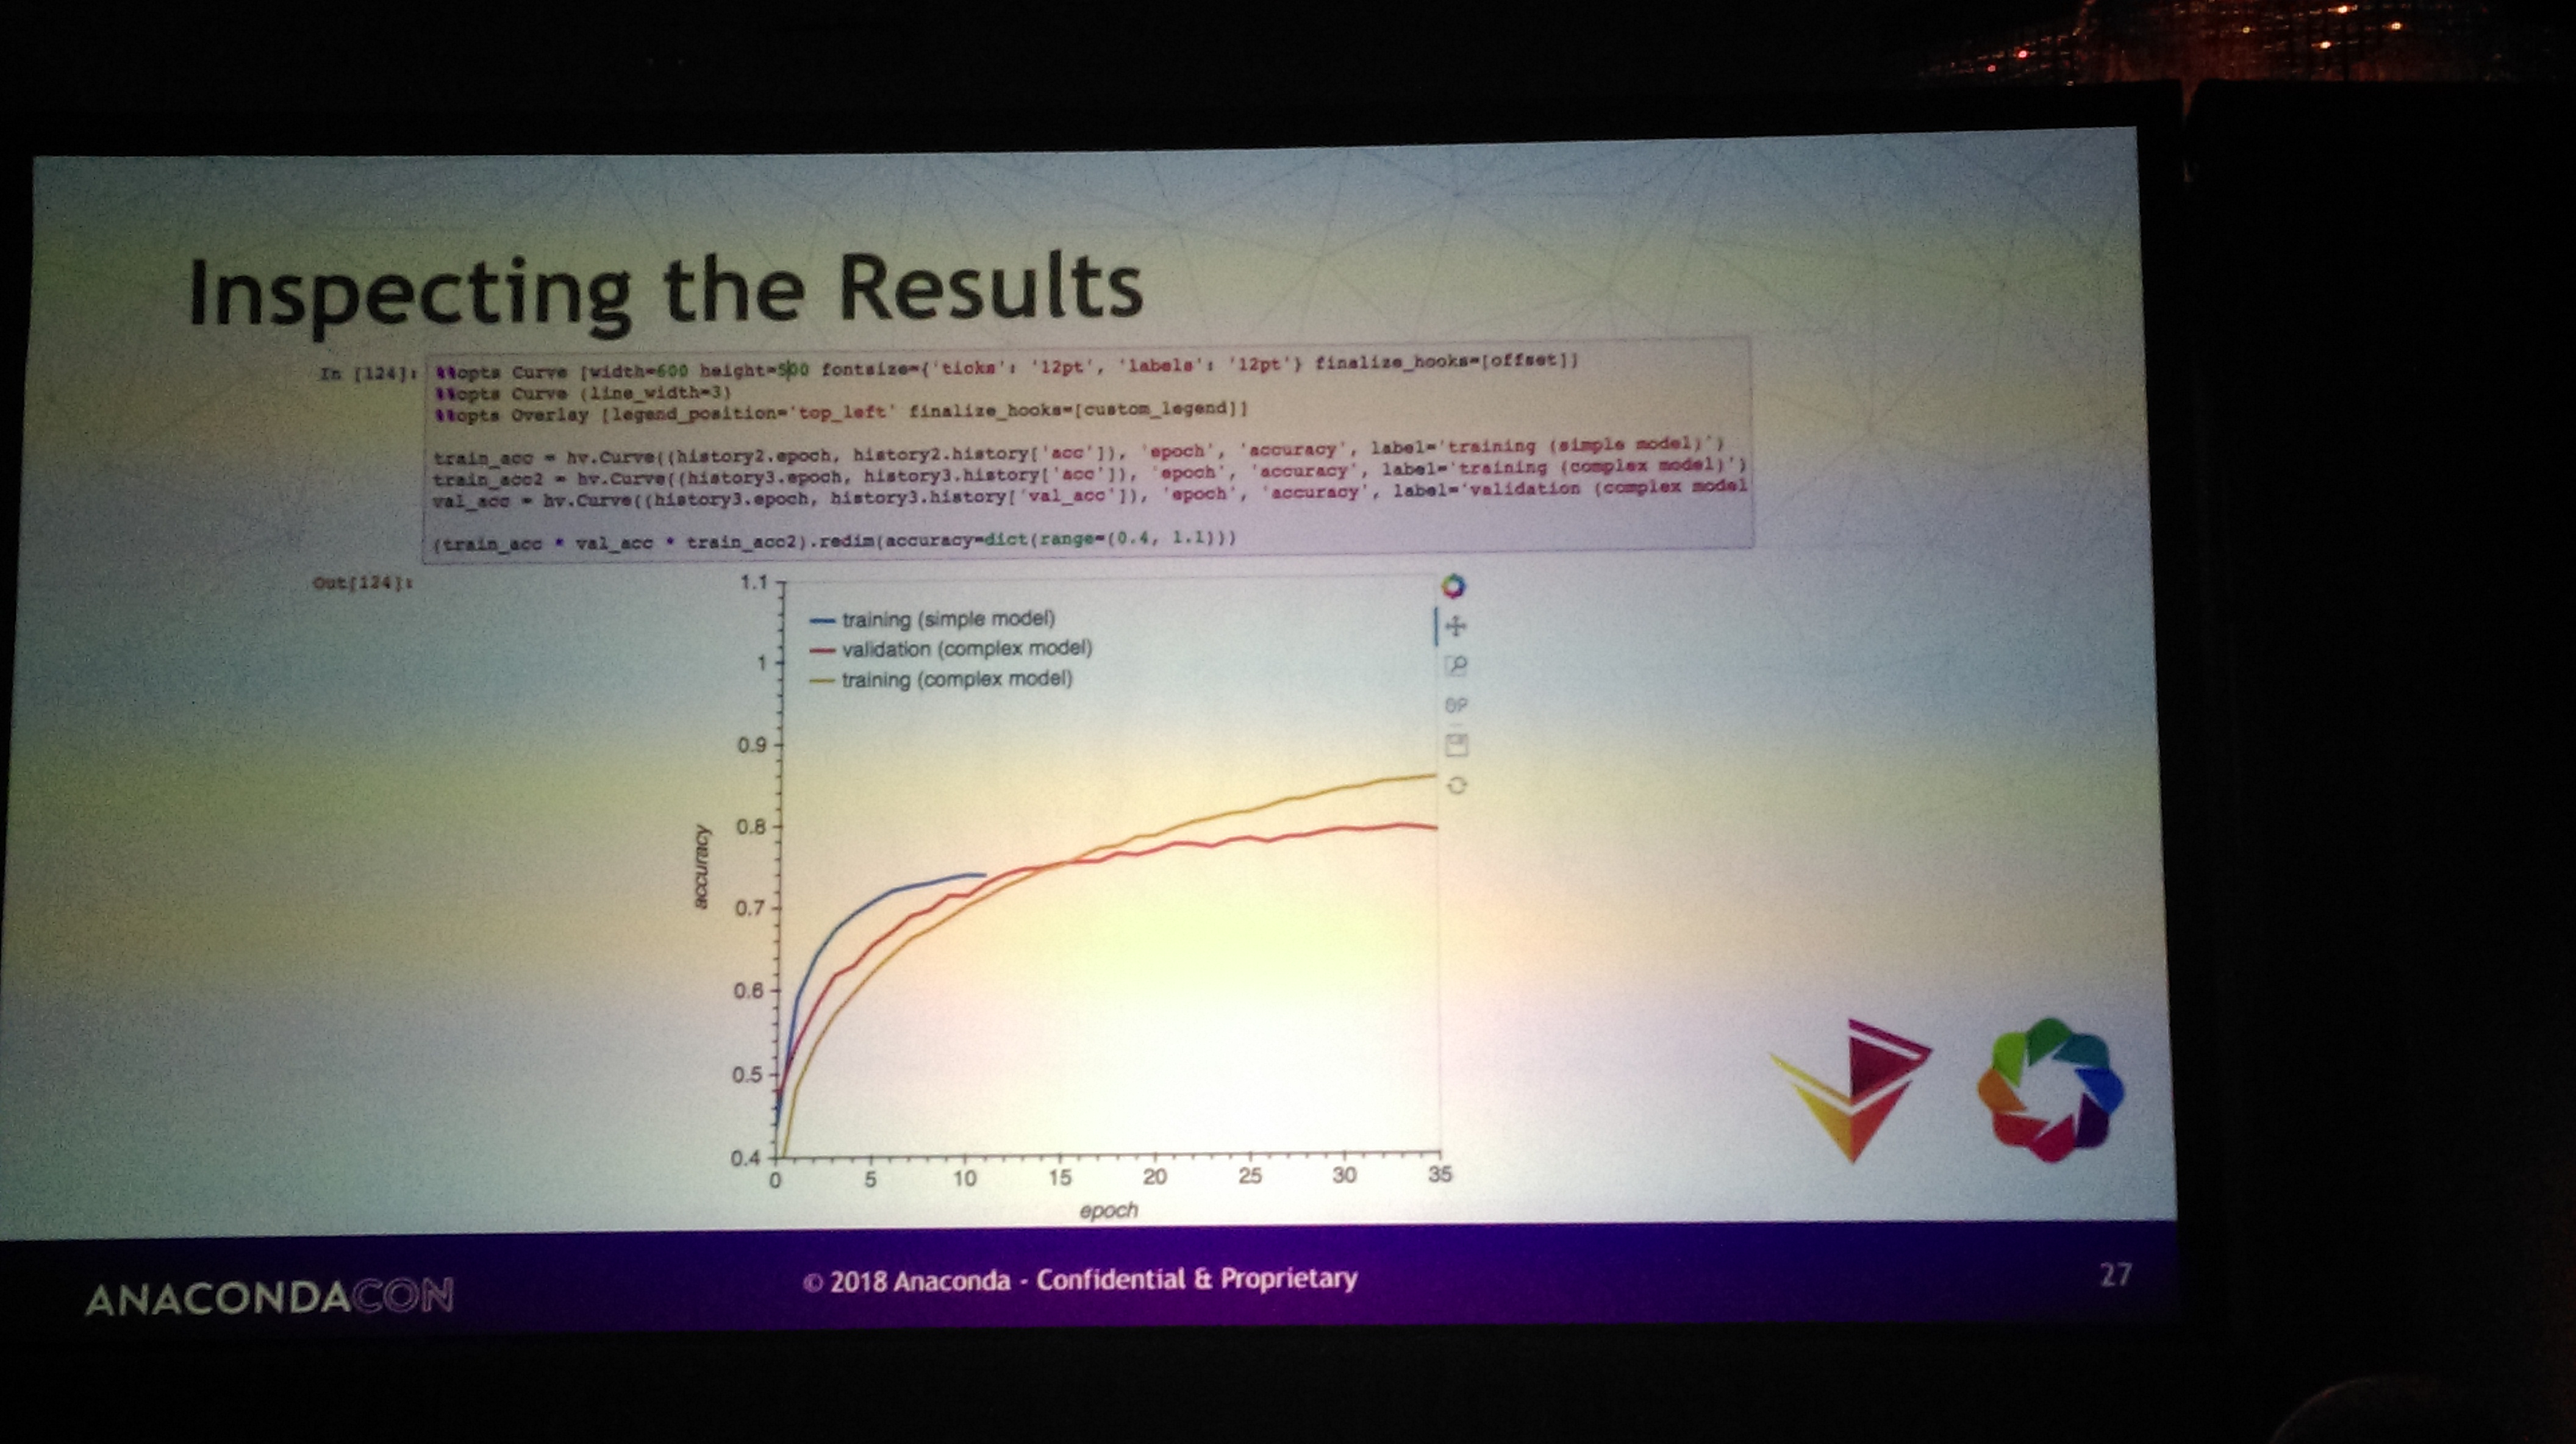 Inspecting the Results
In [124]: %%opts Curve [width=600 height=500 fontsize={'ticks': '12pt', 'labels': '12pt'} finalize_hooks=[offset]]
%%opts Curve (line_width=3)
%%opts Overlay [legend_position='top_left' finalize_hooks=[custom_legend]]
train_acc = hv.Curve((history2.epoch, history2.history['acc']), 'epoch', 'accuracy', label='training (simple model)')
train_acc2 = hv.Curve((history3.epoch, history3.history['acc']), 'epoch', 'accuracy', label='training (complex model)')
val_acc = hv.Curve((history3.epoch, history3.history['val_acc']), 'epoch', 'accuracy', label='validation (complex model
(train_acc * val_acc * train_acc2).redim(accuracy=dict(range=(0.4, 1.1)))
Out[124]:
1.1
training (simple model)
validation (complex model)
training (complex model)
1
0.9
0.8
accuracy
0.7
0.6
0.5
0.4
0 5 10 15 20 25 30 35
epoch
ANACONDACON
© 2018 Anaconda - Confidential & Proprietary
27